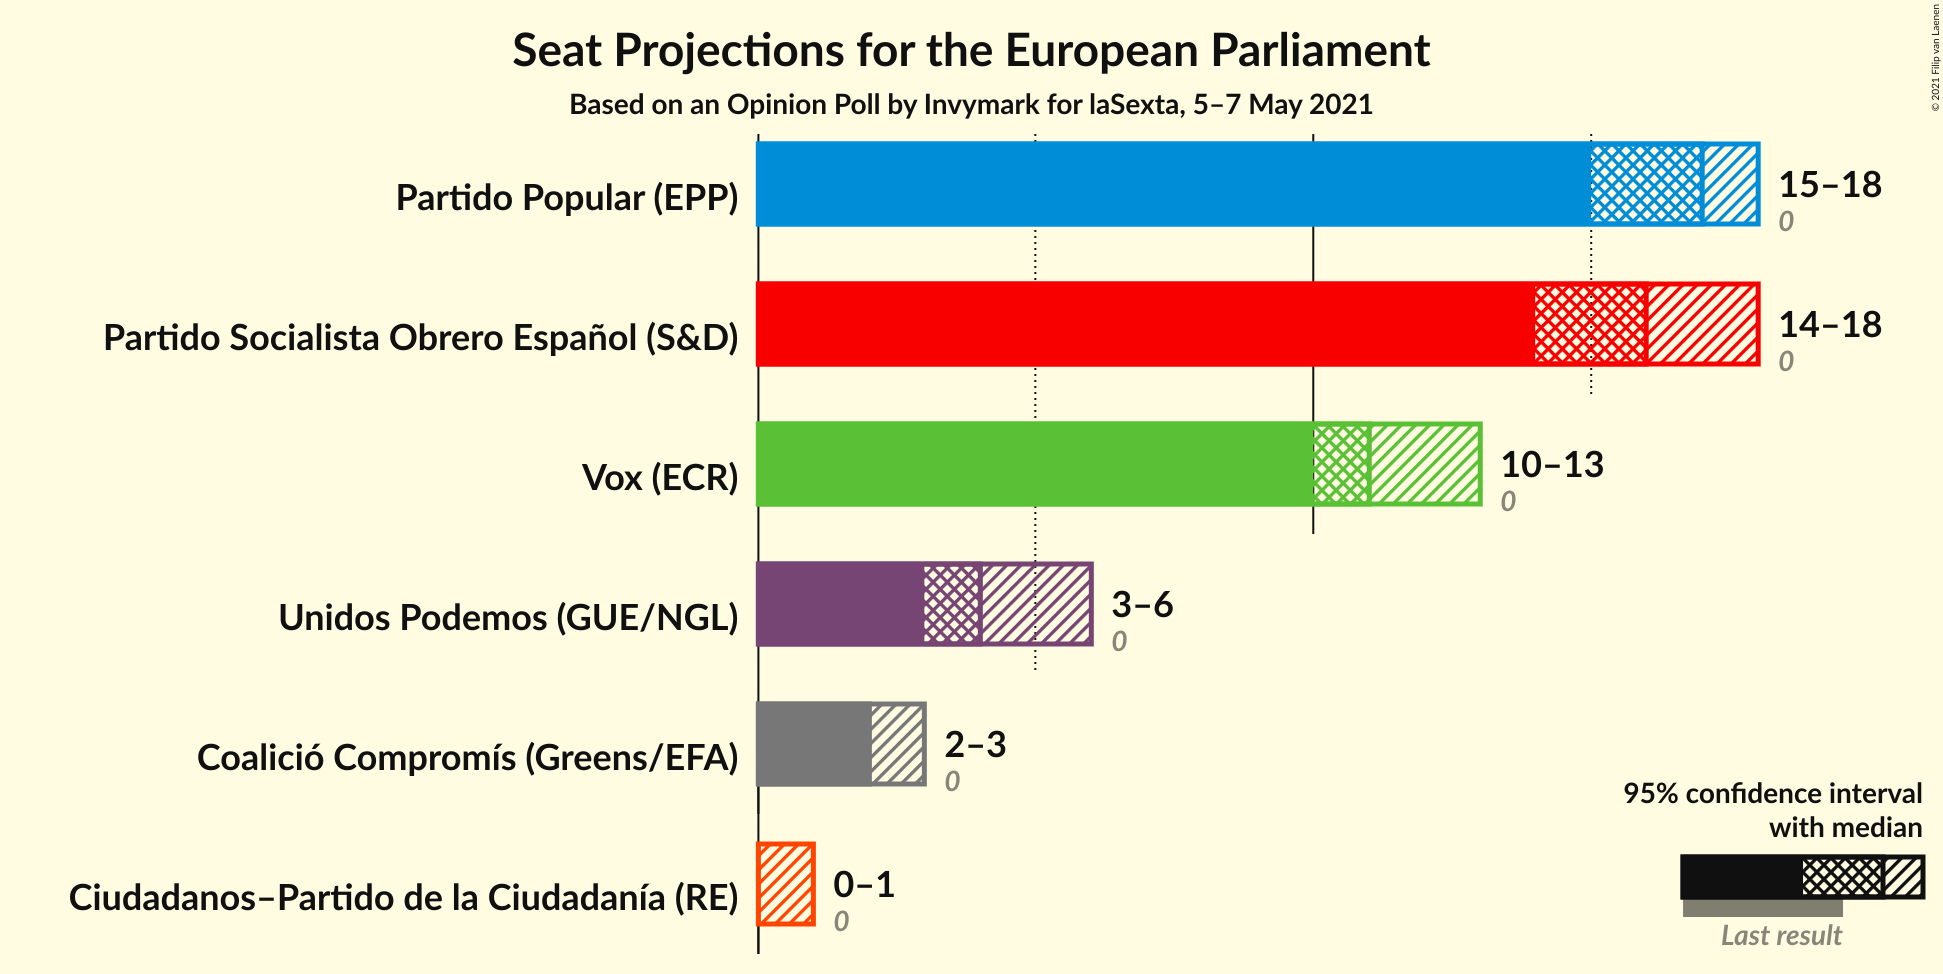 Seat Projections for the European Parliament
Based on an Opinion Poll by Invymark for laSexta, 5–7 May 2021
© 2021 Filip van Laenen
Partido Popular (EPP)
15–18
0
Partido Socialista Obrero Español (S&D)
14–18
0
Vox (ECR)
10–13
0
Unidos Podemos (GUE/NGL)
3–6
0
Coalició Compromís (Greens/EFA)
2–3
0
Ciudadanos–Partido de la Ciudadanía (RE)
0–1
0
95% confidence interval
with median
Last result